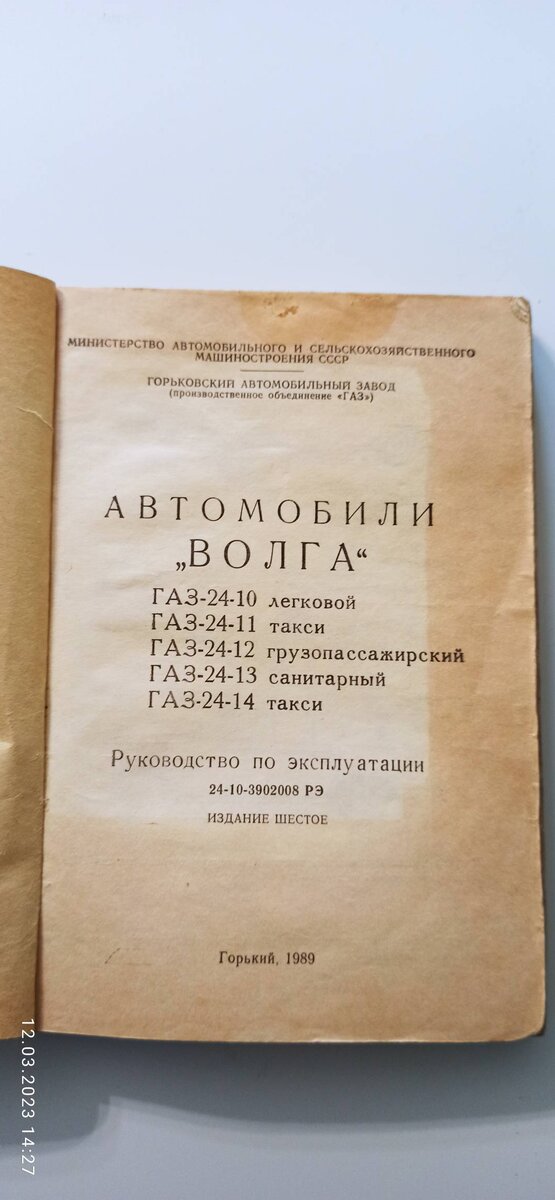 МИНИСТЕРСТВО АВТОМОБИЛЬНОГО И СЕЛЬСКОХОЗЯЙСТВЕННОГО
МАШИНОСТРОЕНИЯ СССР
ГОРЬКОВСКИЙ АВТОМОБИЛЬНЫЙ ЗАВОД
(производственное объединение «ГАЗ»)
АВТОМОБИЛИ
„ВОЛГА“
ГАЗ-24-10 легковой
ГАЗ-24-11 такси
ГАЗ-24-12 грузопассажирский
ГАЗ-24-13 санитарный
ГАЗ-24-14 такси
Руководство по эксплуатации
24-10-3902008 РЭ
ИЗДАНИЕ ШЕСТОЕ
Горький, 1989
12.03.2023 14:27